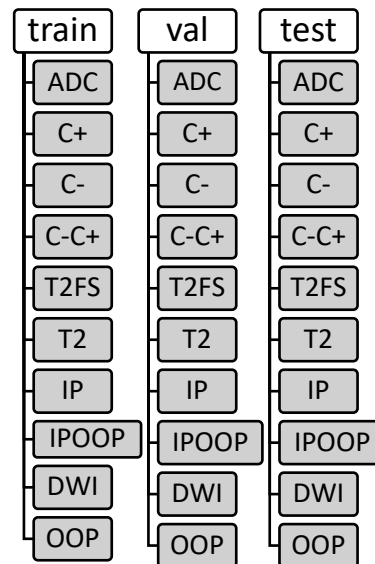 train
ADC
C+
C-
C-C+
T2FS
T2
IP
IPOOP
DWI
OOP
val
ADC
C+
C-
C-C+
T2FS
T2
IP
IPOOP
DWI
OOP
test
ADC
C+
C-
C-C+
T2FS
T2
IP
IPOOP
DWI
OOP